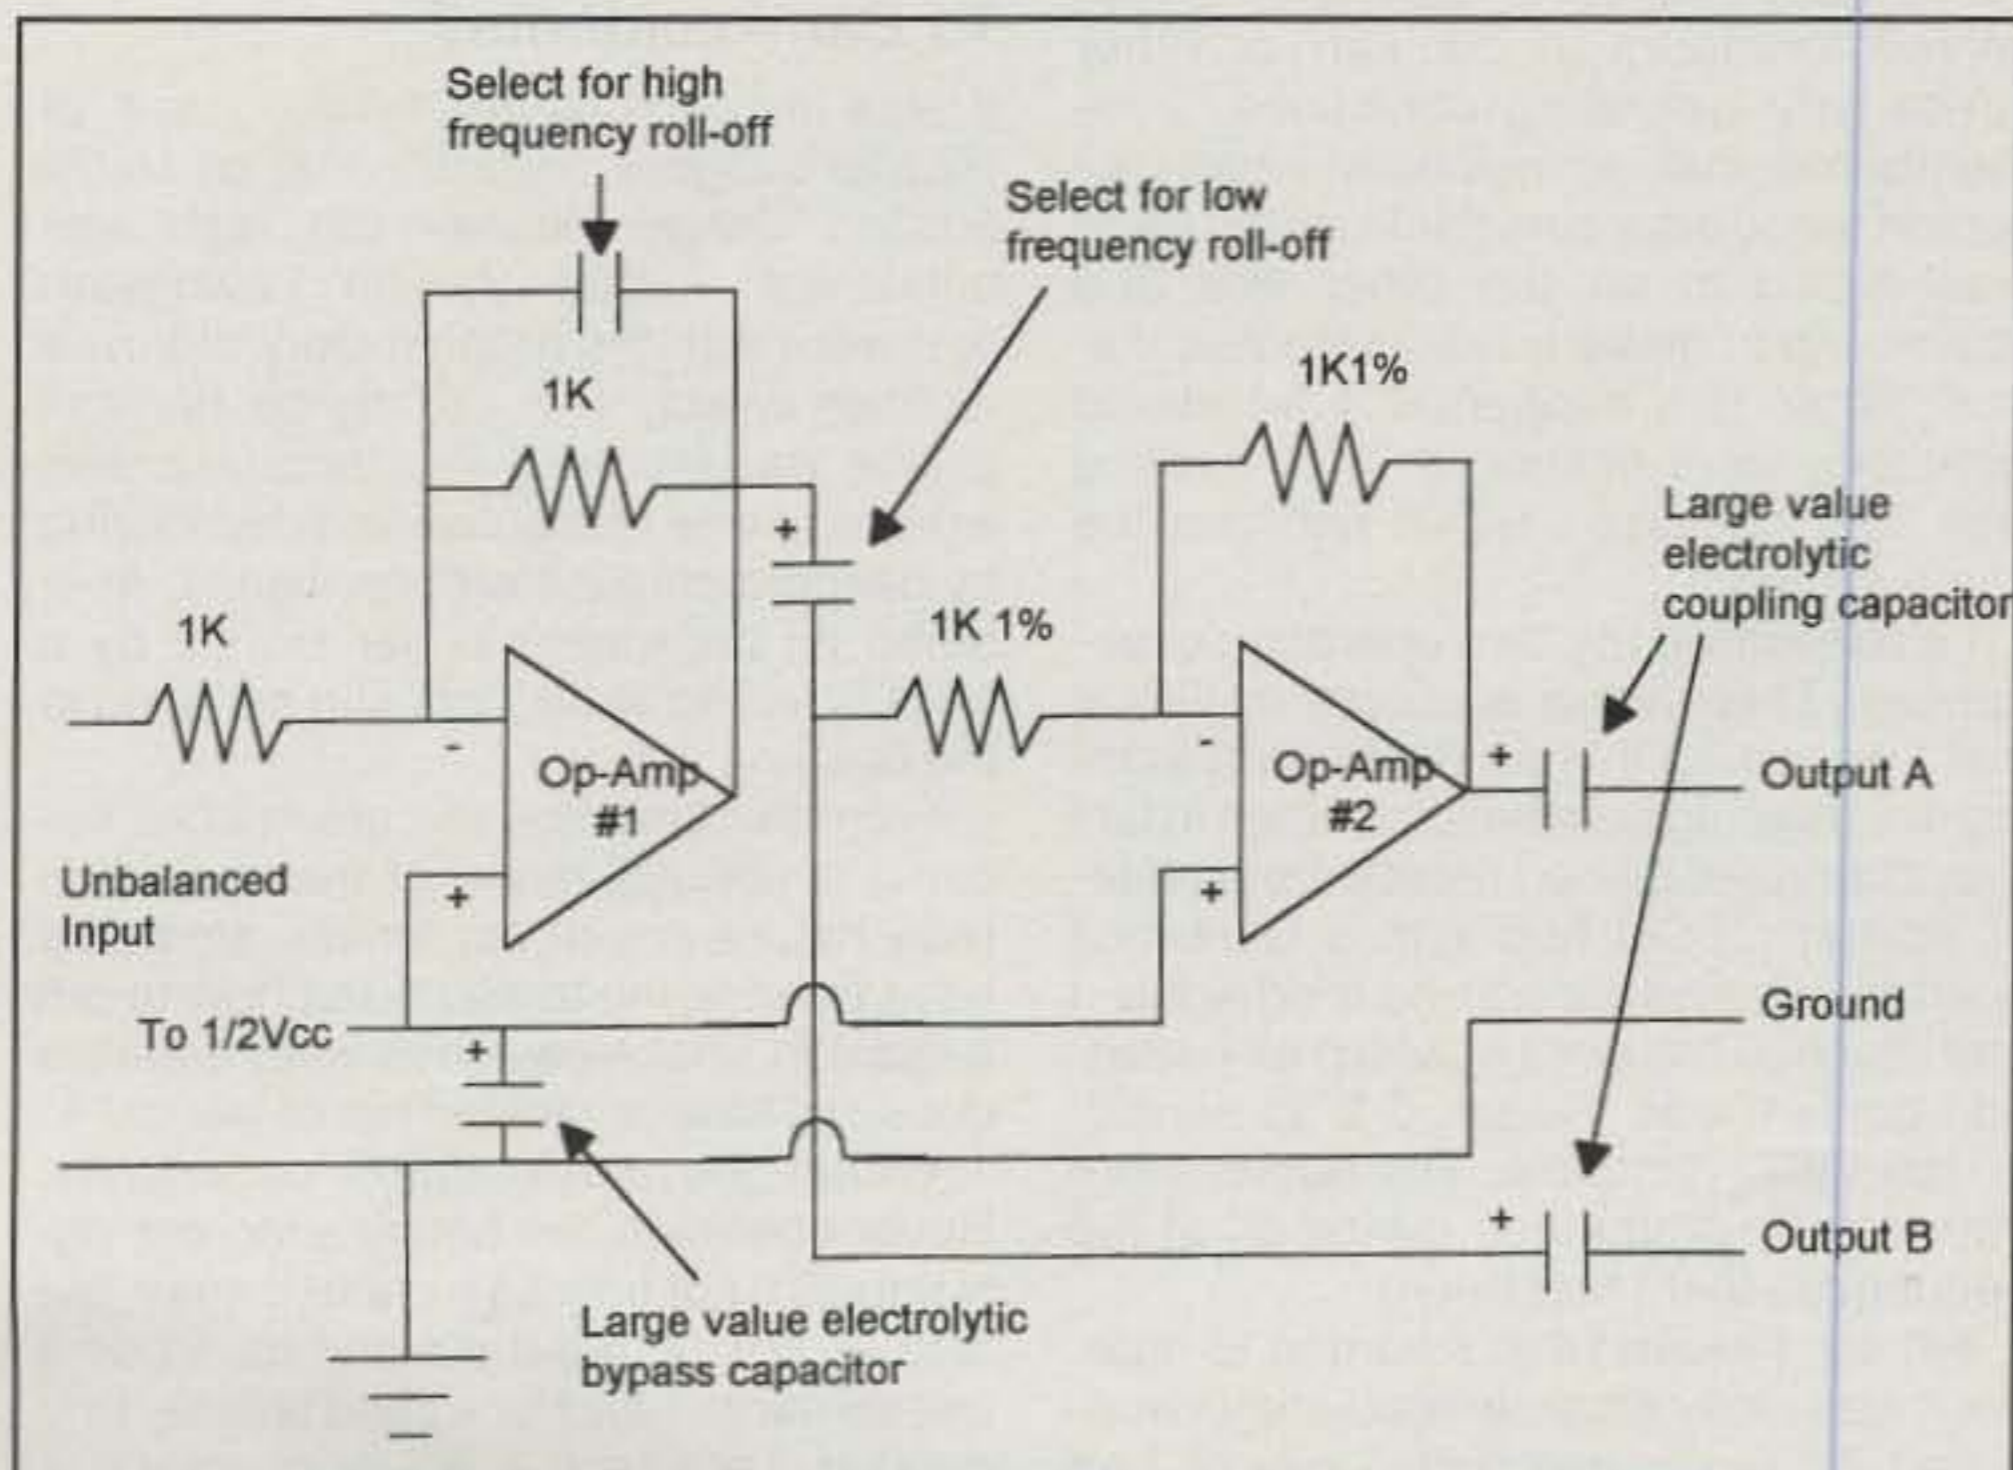 Select for high
frequency roll-off
Select for low
frequency roll-off
1K
1K1%
+
Large value
electrolytic
coupling capacitor
1K
1K 1%
-
Op-Amp
#1
-
Op-Amp
#2
+
Output A
Unbalanced
Input
+
+
To 1/2Vcc
+
Ground
+
Output B
Large value electrolytic
bypass capacitor